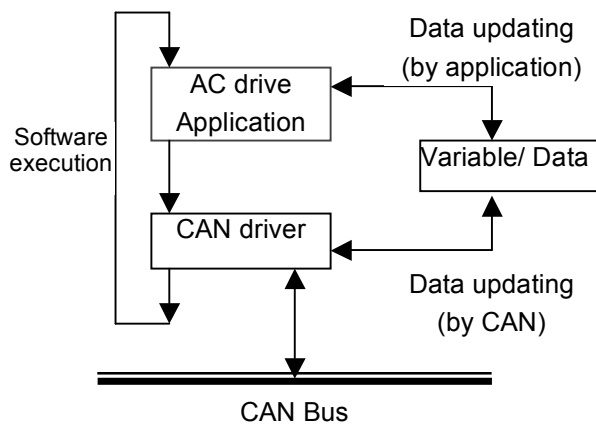 Data updating
(by application)
AC drive
Application
Software
execution
Variable/ Data
CAN driver
Data updating
(by CAN)
CAN Bus